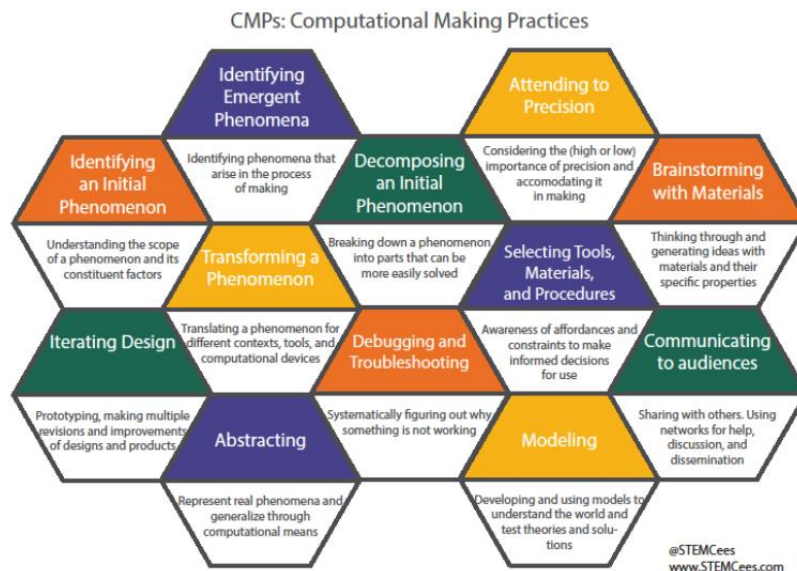 CMPs: Computational Making Practices
Identifying
Emergent
Phenomena
Identifying phenomena that
arise in the process
of making
Attending to
Precision
Considering the (high or low)
importance of precision and
accomodating it
in making
Identifying
an Initial
Phenomenon
Understanding the scope
of a phenomenon and its
constituent factors
Decomposing
an Initial
Phenomenon
Breaking down a phenomenon
into parts that can be
more easily solved
Brainstorming
with Materials
Thinking through and
generating ideas with
materials and their
specific properties
Transforming a
Phenomenon
Translating a phenomenon for
different contexts, tools, and
computational devices
Selecting Tools,
Materials,
and Procedures
Awareness of affordances and
constraints to make
informed decisions
for use
Iterating Design
Prototyping, making multiple
revisions and improvements
of designs and products
Debugging and
Troubleshooting
Systematically figuring out why
something is not working
Communicating
to audiences
Sharing with others. Using
networks for help,
discussion, and
dissemination
Abstracting
Represent real phenomena and
generalize through
computational means
Modeling
Developing and using models to
understand the world and
test theories and solu-
tions
@STEMCees
www.STEMCees.com